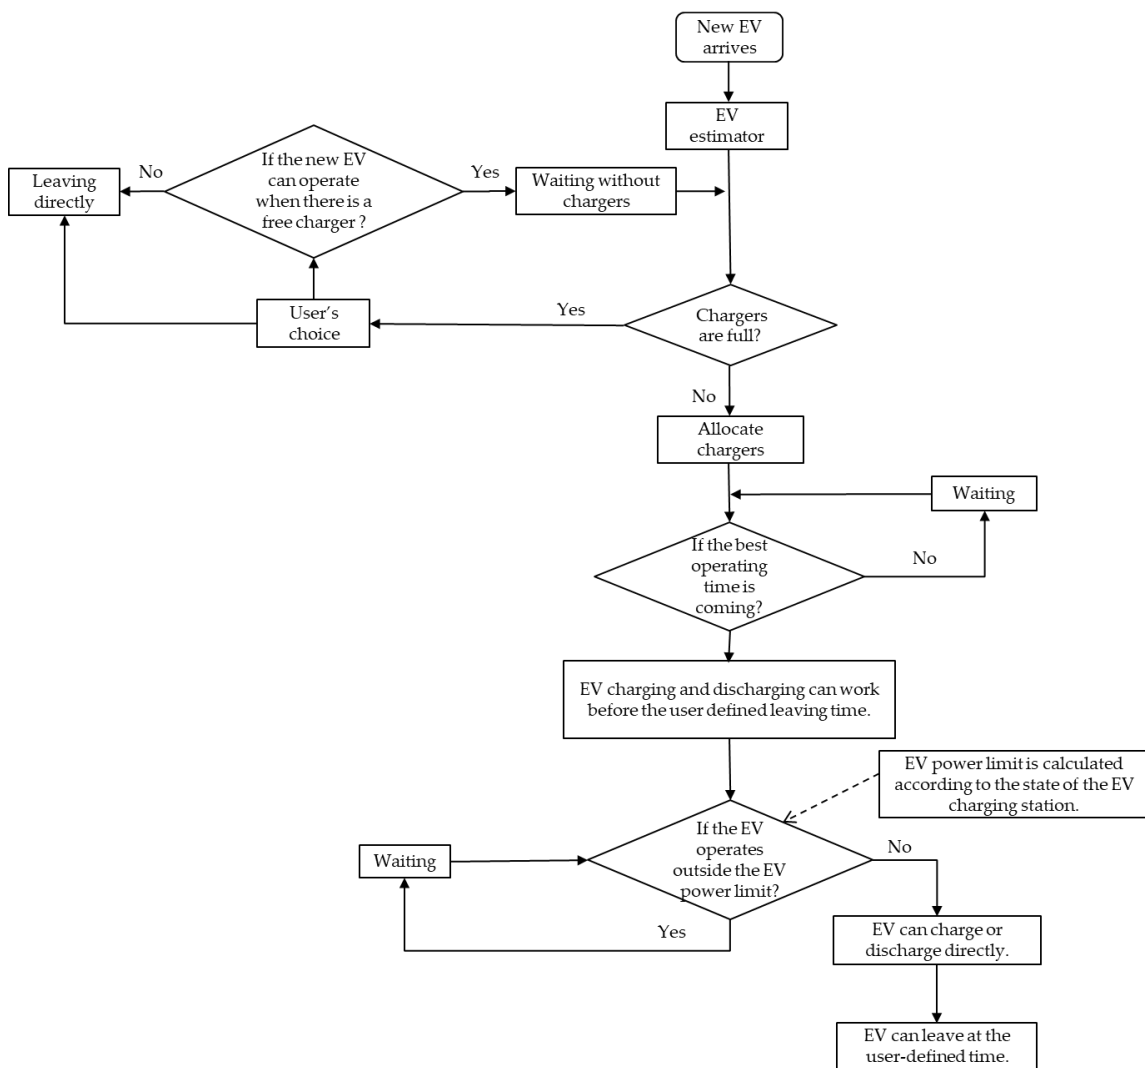 New EV
arrives
EV
estimator
If the new EV
can operate
when there is a
free charger ?
No
Yes
Leaving
directly
Waiting without
chargers
User's
choice
Yes
Chargers
are full?
No
Allocate
chargers
Waiting
If the best
operating
time is
coming?
No
EV charging and discharging can work
before the user defined leaving time.
EV power limit is calculated
according to the state of the EV
charging station.
If the EV
operates
outside the EV
power limit?
No
Waiting
Yes
EV can charge or
discharge directly.
EV can leave at the
user-defined time.